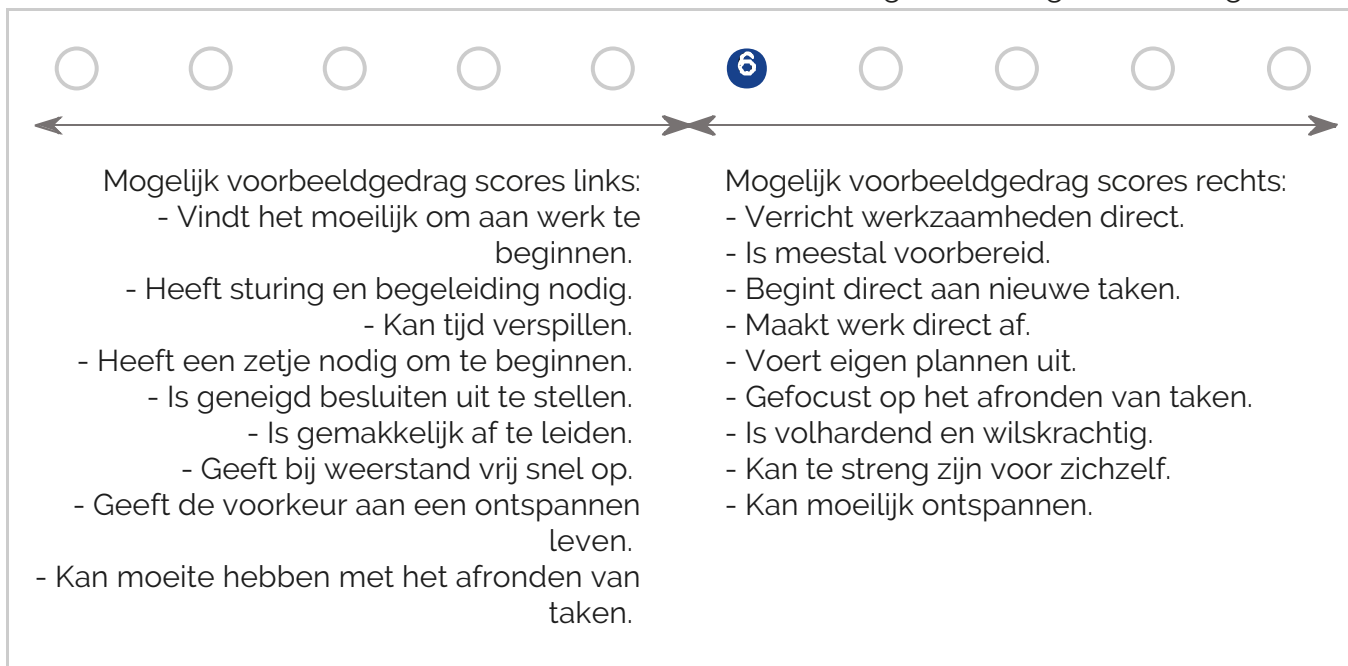 6
Mogelijk voorbeeldgedrag scores links:
- Vindt het moeilijk om aan werk te
beginnen.
- Heeft sturing en begeleiding nodig.
- Kan tijd verspillen.
- Heeft een zetje nodig om te beginnen.
- Is geneigd besluiten uit te stellen.
- Is gemakkelijk af te leiden.
- Geeft bij weerstand vrij snel op.
- Geeft de voorkeur aan een ontspannen
leven.
- Kan moeite hebben met het afronden van
taken.
Mogelijk voorbeeldgedrag scores rechts:
- Verricht werkzaamheden direct.
- Is meestal voorbereid.
- Begint direct aan nieuwe taken.
- Maakt werk direct af.
- Voert eigen plannen uit.
- Gefocust op het afronden van taken.
- Is volhardend en wilskrachtig.
- Kan te streng zijn voor zichzelf.
- Kan moeilijk ontspannen.